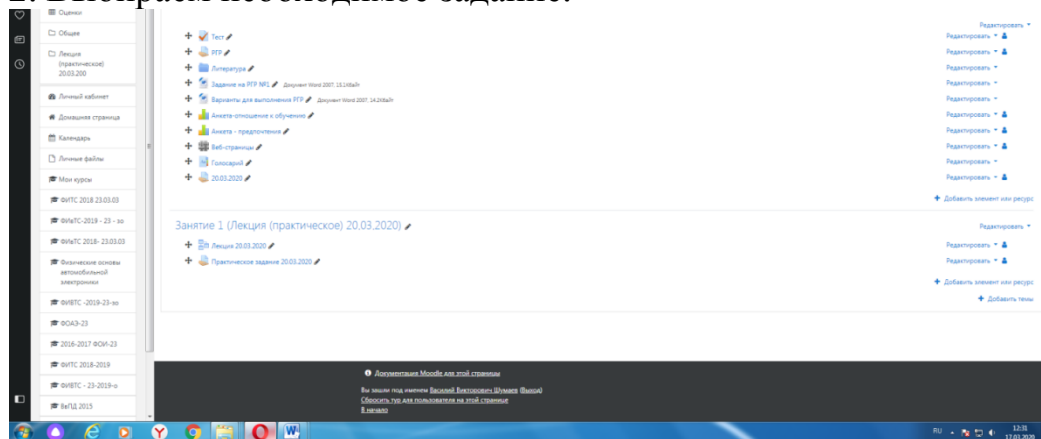 2. Выбираем необходимое задание.
Оценки
Общее
Лекция
(практическое)
20.03.200
Личный кабинет
Домашняя страница
Календарь
Личные файлы
Мои курсы
ФИТС 2018 23.03.03
ФИвТС-2019 - 23 - зо
ФИвТС 2018- 23.03.03
Физические основы
автомобильной
электроники
ФИВТС -2019-23-зо
ФОАЭ-23
2016-2017 ФОИ-23
ФИТС 2018-2019
ФИВТС - 23-2019-о
ВеПД 2015
Редактировать
Тест Редактировать
РГР Редактировать
Литература Редактировать
Задание на РГР №1 Документ Word 2007, 13.1Кбайт Редактировать
Варианты для выполнения РГР Документ Word 2007, 14.2Кбайт Редактировать
Анкета-отношение к обучению Редактировать
Анкета - предпочтения Редактировать
Веб-страницы Редактировать
Голосарий Редактировать
20.03.2020 Редактировать
Добавить элемент или ресурс
Занятие 1 (Лекция (практическое) 20.03.2020) Редактировать
Лекция 20.03.2020 Редактировать
Практическое задание 20.03.2020 Редактировать
Добавить элемент или ресурс
Добавить темы
Документация Moodle для этой страницы
Вы зашли под именем Василий Викторович Шумаев (Выход)
Сбросить тур для пользователя на этой странице
В начало
RU 12:31
17.03.2020